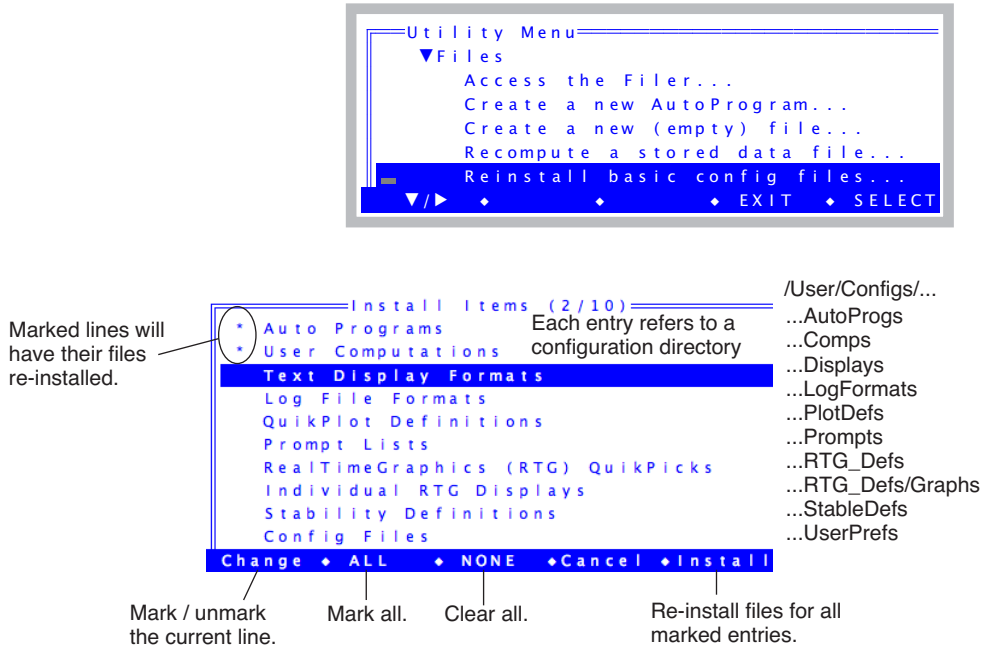 Utility Menu
▼Files
Access the Filer...
Create a new AutoProgram...
Create a new (empty) file...
Recompute a stored data file...
Reinstall basic config files...
▼/▶ ◆ ◆ ◆ EXIT ◆ SELECT
Marked lines will
have their files
re-installed.
Install Items (2/10)
* Auto Programs
* User Computations
Text Display Formats
Log File Formats
QuikPlot Definitions
Prompt Lists
RealTimeGraphics (RTG) QuikPicks
Individual RTG Displays
Stability Definitions
Config Files
Change ◆ ALL ◆ NONE ◆Cancel ◆Install
Each entry refers to a
configuration directory
/User/Configs/...
...AutoProgs
...Comps
...Displays
...LogFormats
...PlotDefs
...Prompts
...RTG_Defs
...RTG_Defs/Graphs
...StableDefs
...UserPrefs
Mark / unmark
the current line.
Mark all.
Clear all.
Re-install files for all
marked entries.